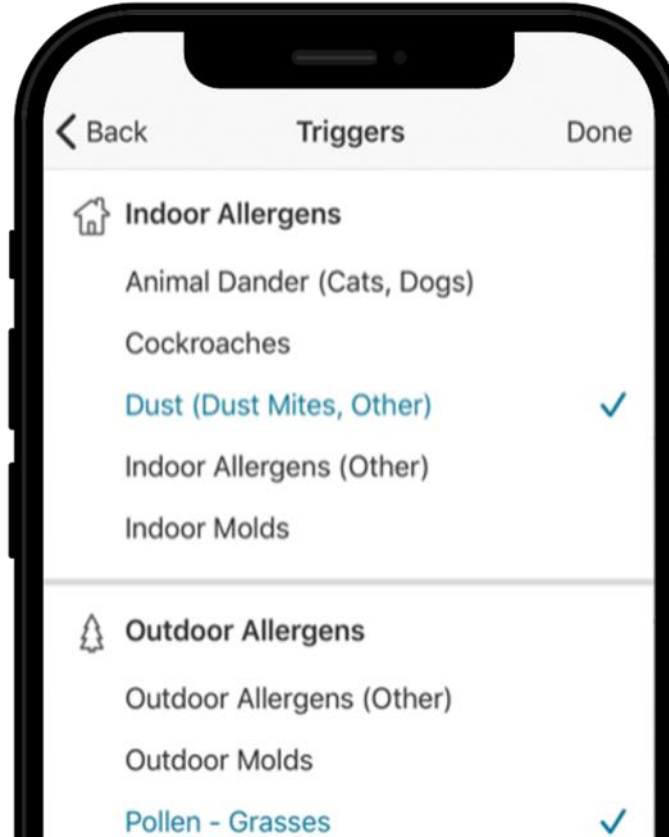 Back Triggers Done
Indoor Allergens
Animal Dander (Cats, Dogs)
Cockroaches
Dust (Dust Mites, Other)
Indoor Allergens (Other)
Indoor Molds
Outdoor Allergens
Outdoor Allergens (Other)
Outdoor Molds
Pollen - Grasses